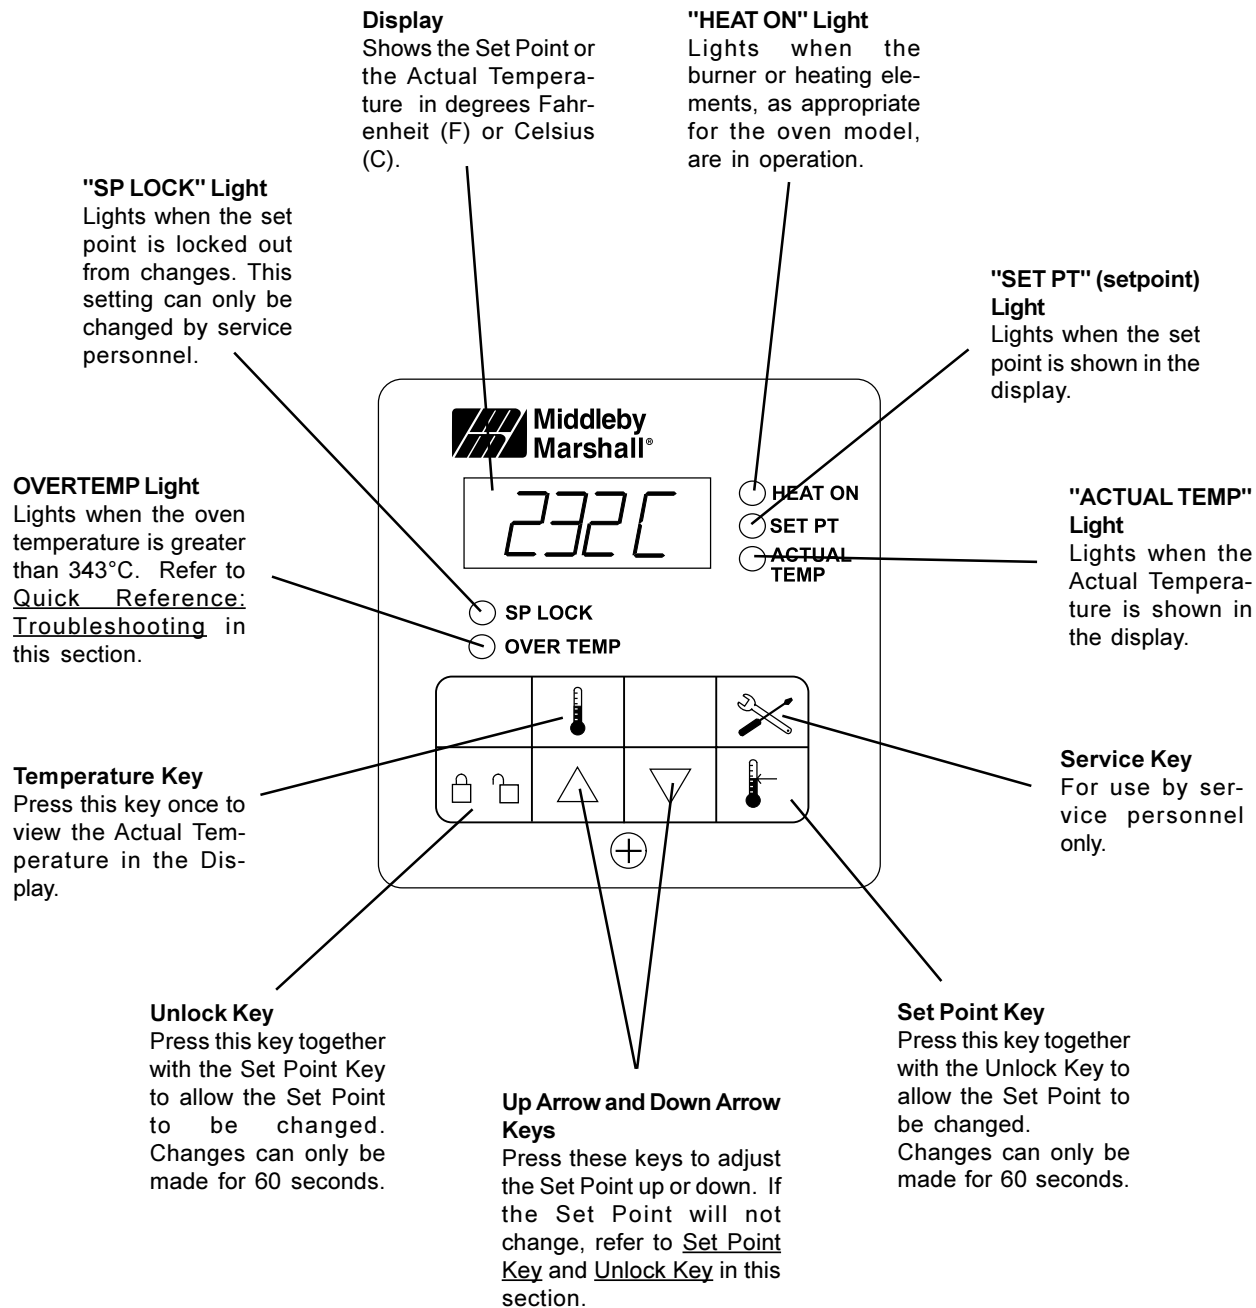 Display
Shows the Set Point or
the Actual Tempera-
ture in degrees Fahr-
enheit (F) or Celsius
(C).
"HEAT ON" Light
Lights when the
burner or heating ele-
ments, as appropriate
for the oven model,
are in operation.
"SP LOCK" Light
Lights when the set
point is locked out
from changes. This
setting can only be
changed by service
personnel.
"SET PT" (setpoint)
Light
Lights when the set
point is shown in the
display.
OVERTEMP Light
Lights when the oven
temperature is greater
than 343°C. Refer to
Quick Reference:
Troubleshooting in
this section.
Middleby
Marshall®
232C
HEAT ON
SET PT
ACTUAL
TEMP
SP LOCK
OVER TEMP
"ACTUAL TEMP"
Light
Lights when the
Actual Tempera-
ture is shown in
the display.
Temperature Key
Press this key once to
view the Actual Tem-
perature in the Dis-
play.
Service Key
For use by ser-
vice personnel
only.
Unlock Key
Press this key together
with the Set Point Key
to allow the Set Point
to be changed.
Changes can only be
made for 60 seconds.
Up Arrow and Down Arrow
Keys
Press these keys to adjust
the Set Point up or down. If
the Set Point will not
change, refer to Set Point
Key and Unlock Key in this
section.
Set Point Key
Press this key together
with the Unlock Key to
allow the Set Point to
be changed.
Changes can only be
made for 60 seconds.